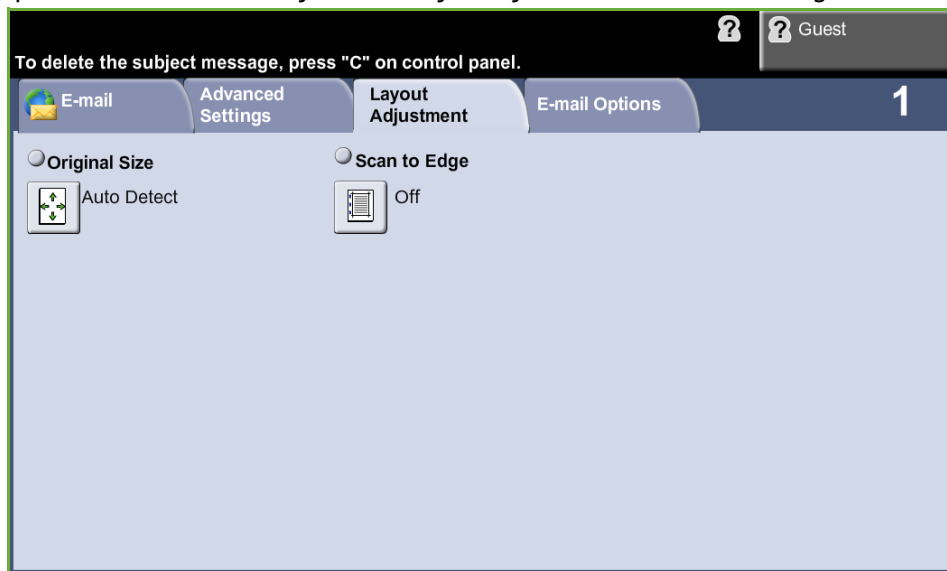 Guest
To delete the subject message, press "C" on control panel.
E-mail
Advanced
Settings
Layout
Adjustment
E-mail Options
1
Original Size
Scan to Edge
Auto Detect
Off